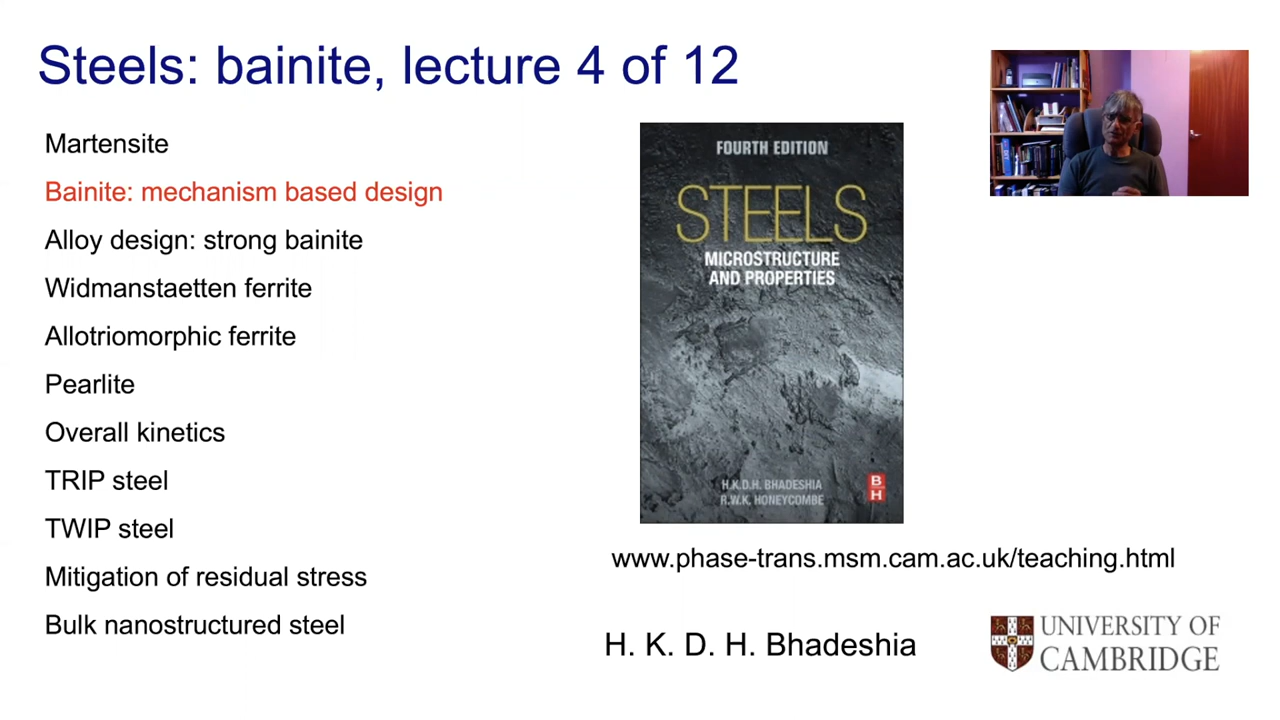 Steels: bainite, lecture 4 of 12
Martensite
Bainite: mechanism based design
Alloy design: strong bainite
Widmanstaetten ferrite
Allotriomorphic ferrite
Pearlite
Overall kinetics
TRIP steel
TWIP steel
Mitigation of residual stress
Bulk nanostructured steel
FOURTH EDITION
STEELS
MICROSTRUCTURE
AND PROPERTIES
H.K.D.H. BHADESHIA
R.W.K. HONEYCOMBE
B
H
www.phase-trans.msm.cam.ac.uk/teaching.html
H. K. D. H. Bhadeshia
UNIVERSITY OF
CAMBRIDGE